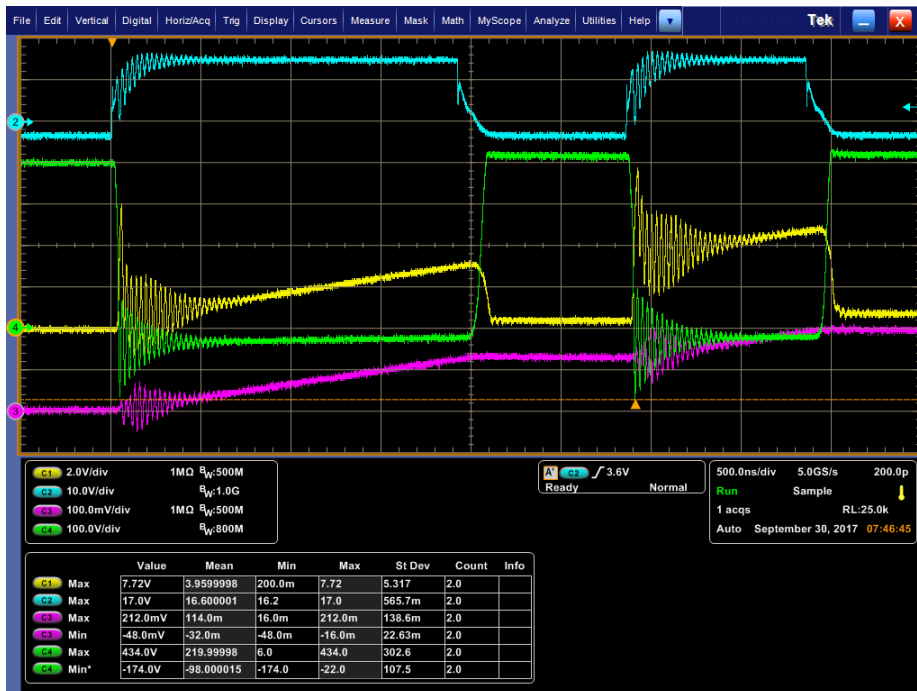 File Edit Vertical Digital Horiz/Acq Trig Display Cursors Measure Mask Math MyScope Analyze Utilities Help Tek X
2
4
3
C1 2.0V/div 1MΩ BW:500M
C2 10.0V/div BW:1.0G
C3 100.0mV/div 1MΩ BW:500M
C4 100.0V/div BW:800M
A' C2 3.6V
Ready Normal
500.0ns/div 5.0GS/s 200.0p
Run Sample
1 acqs RL:25.0k
Auto September 30, 2017 07:46:45
Value Mean Min Max St Dev Count Info
C1 Max 7.72V 3.9599998 200.0m 7.72 5.317 2.0
C2 Max 17.0V 16.600001 16.2 17.0 565.7m 2.0
C3 Max 212.0mV 114.0m 16.0m 212.0m 138.6m 2.0
C3 Min -48.0mV -32.0m -48.0m -16.0m 22.63m 2.0
C4 Max 434.0V 219.99998 6.0 434.0 302.6 2.0
C4 Min* -174.0V -98.000015 -174.0 -22.0 107.5 2.0